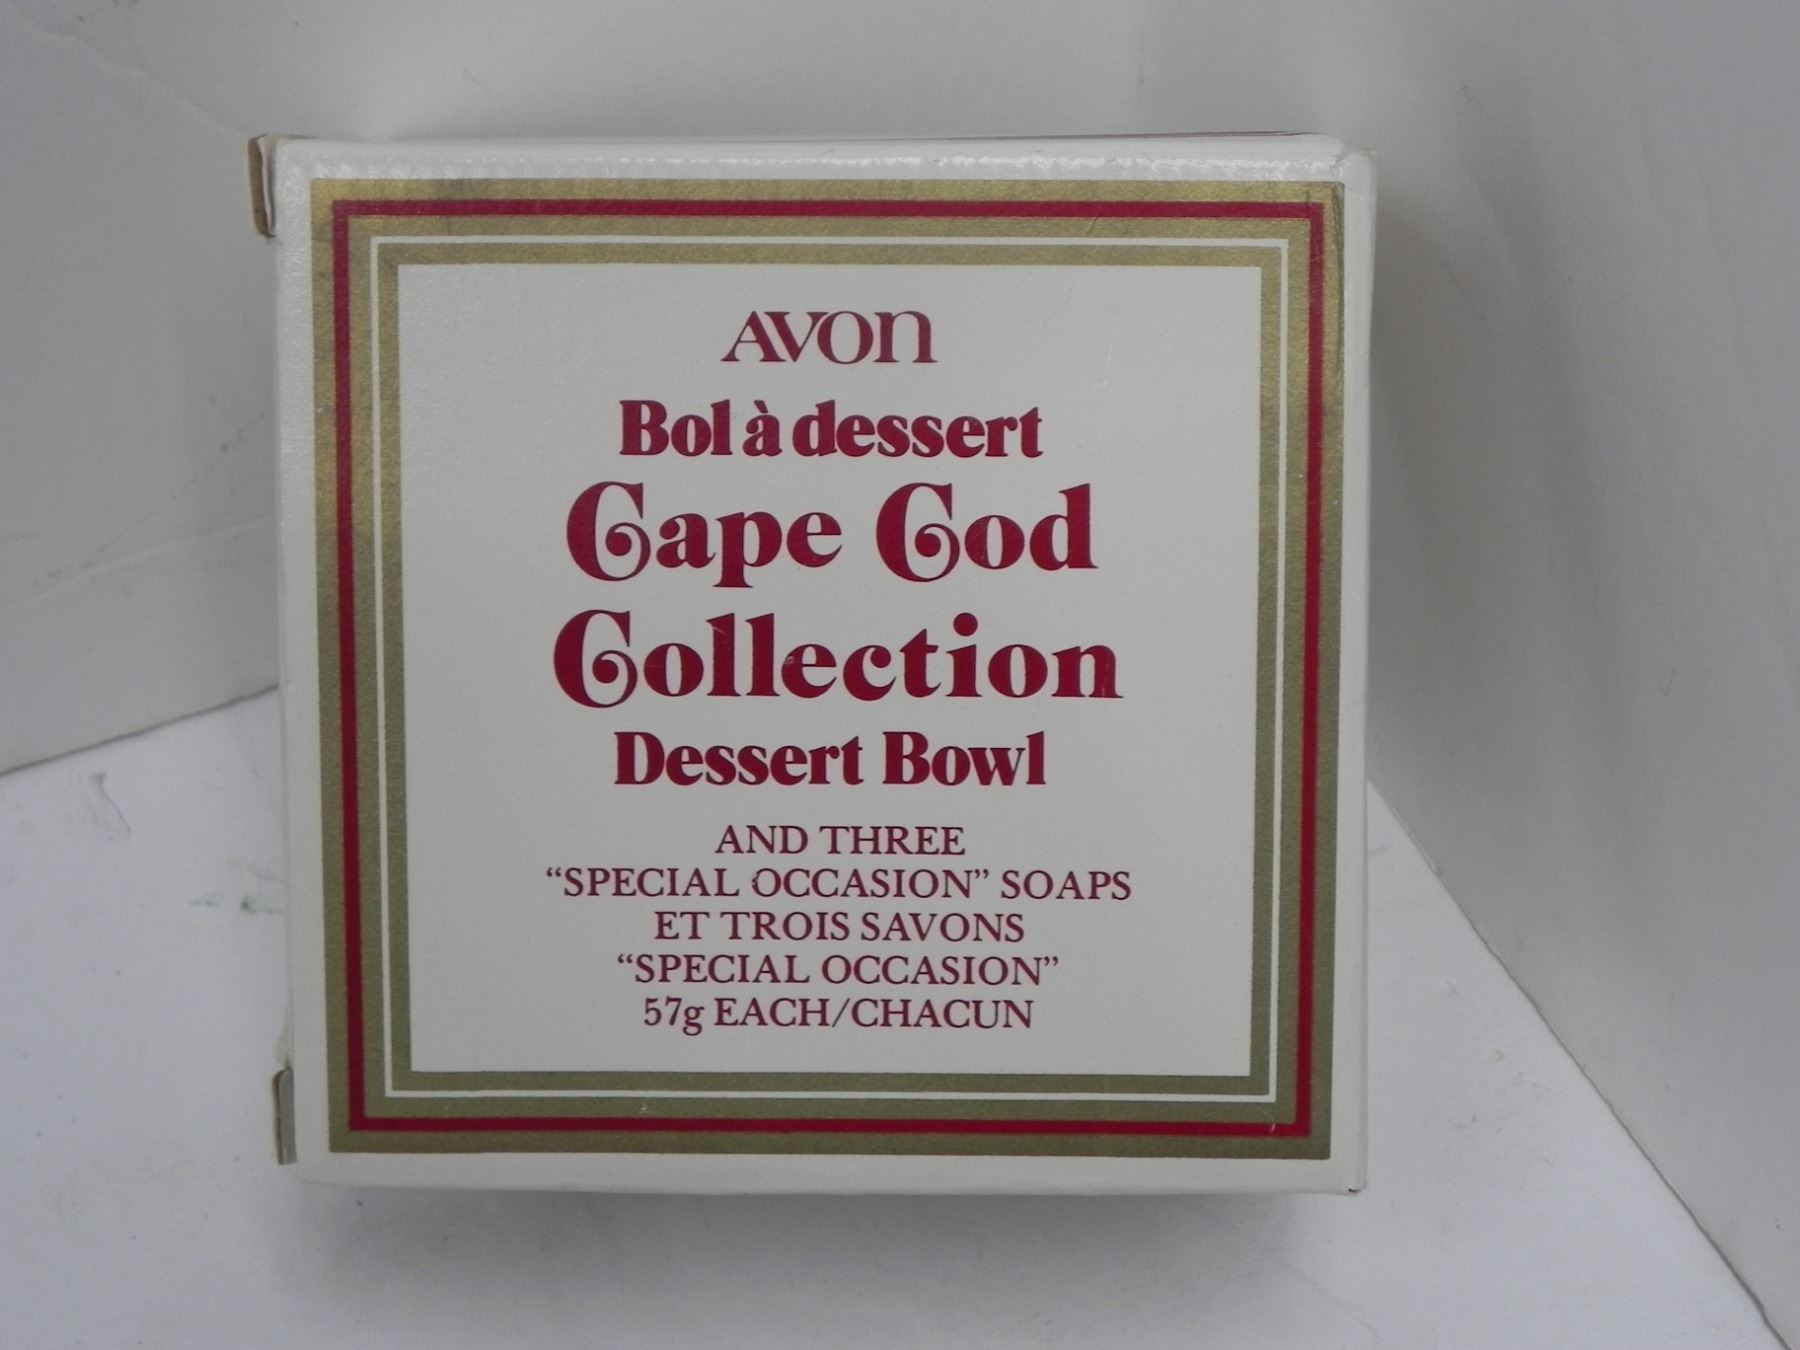 AVON
Bol à dessert
Cape Cod
Collection
Dessert Bowl
AND THREE
“SPECIAL OCCASION” SOAPS
ET TROIS SAVONS
“SPECIAL OCCASION”
57g EACH/CHACUN